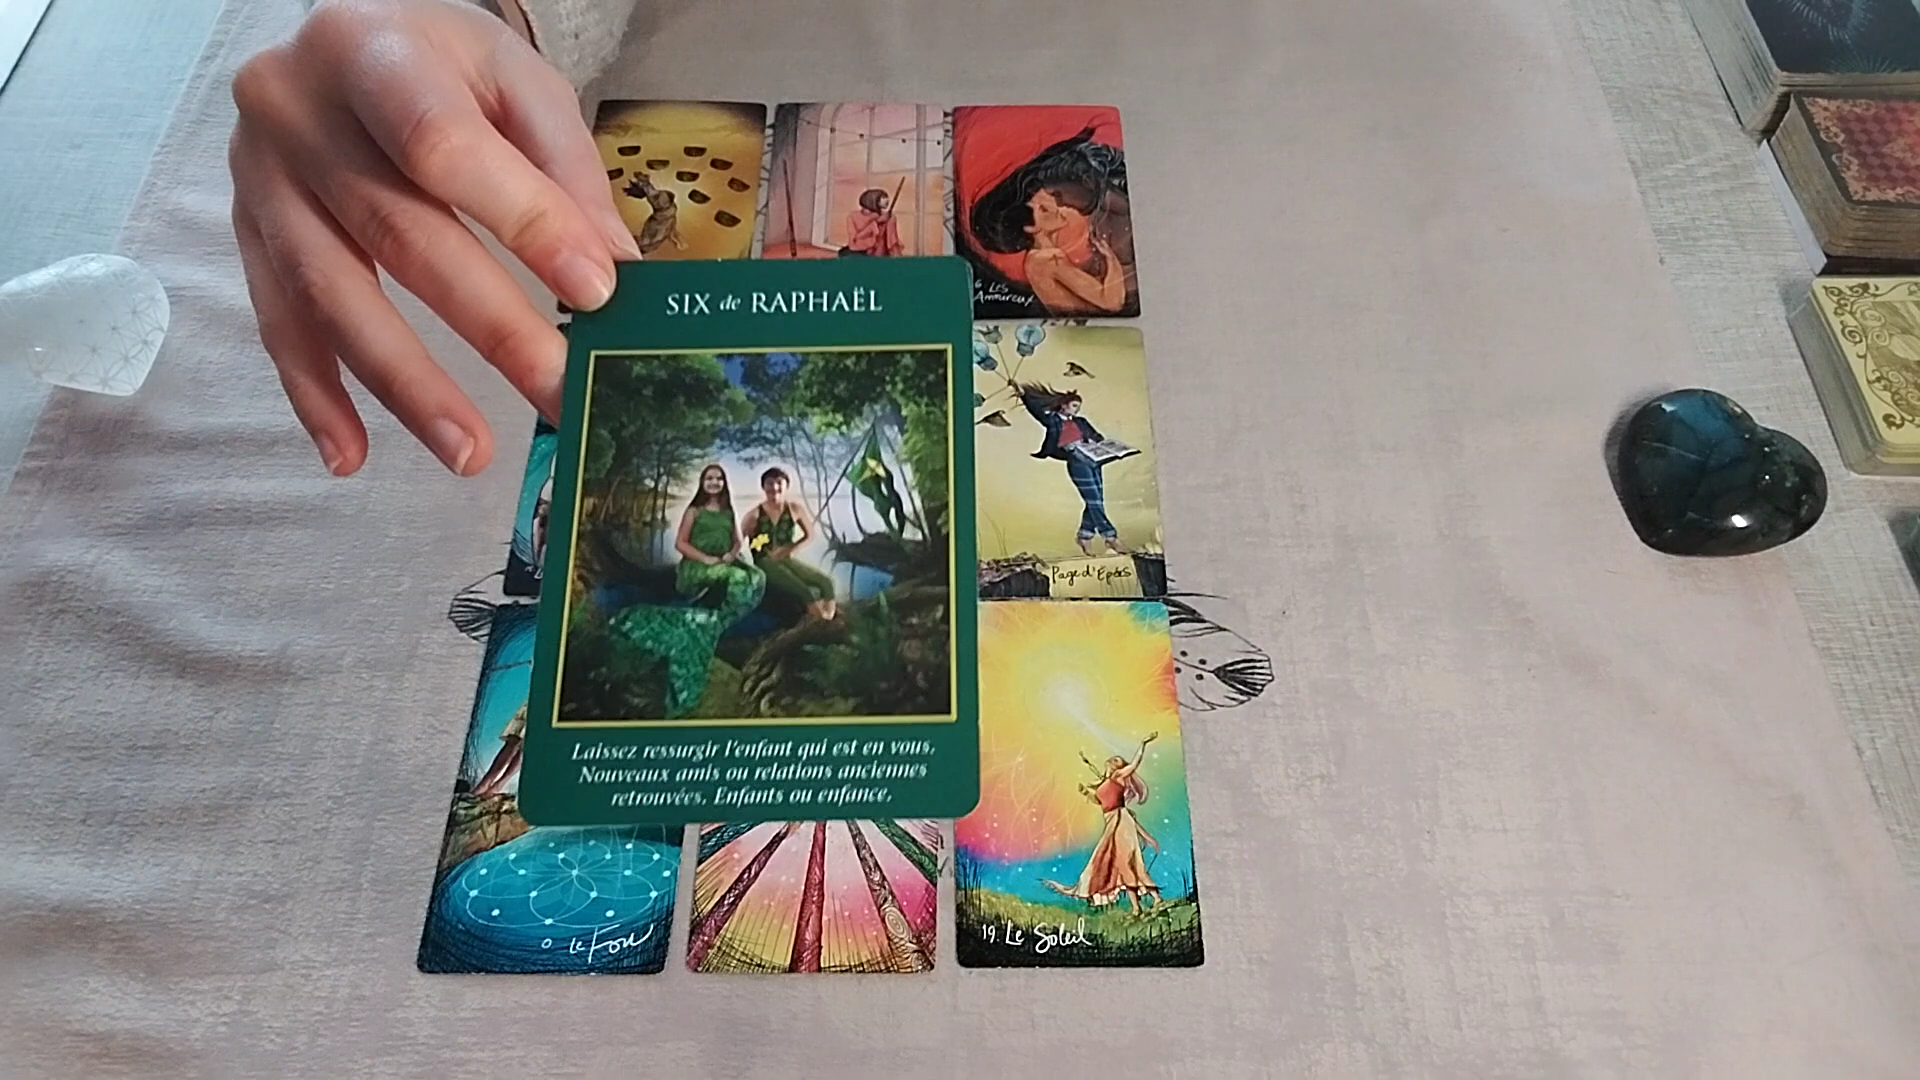 6 Les
Amoureux
SIX de RAPHAËL
Page d'Épées
Laissez ressurgir l'enfant qui est en vous.
Nouveaux amis ou relations anciennes
retrouvées. Enfants ou enfance.
0 Le Fou
19. Le Soleil